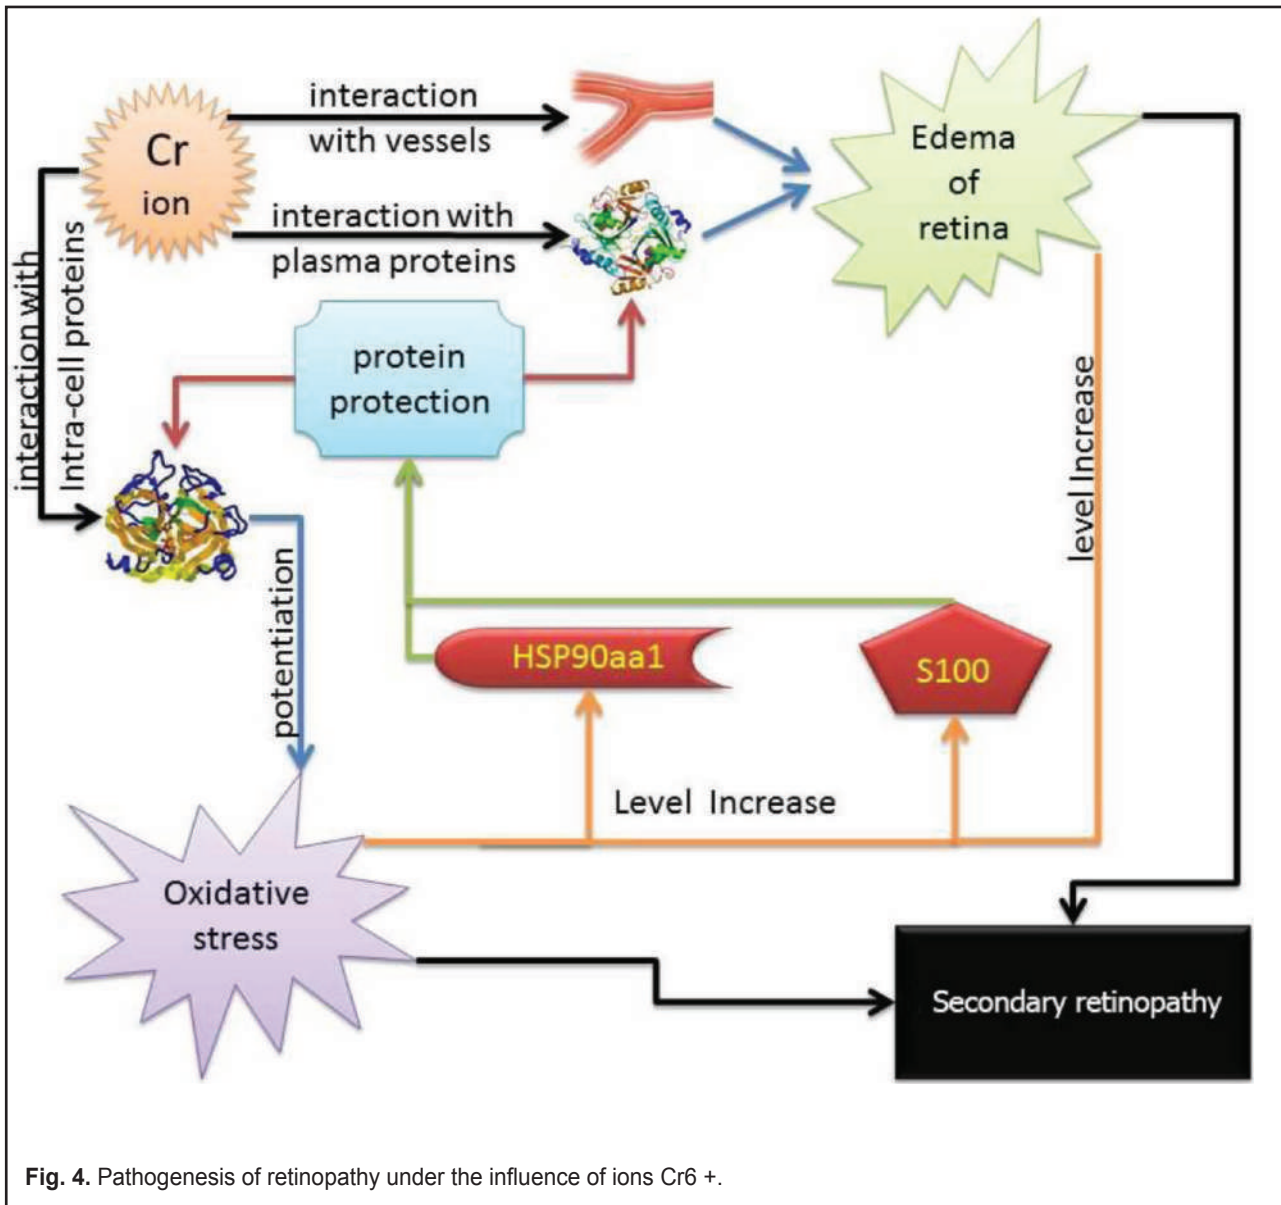 Cr
ion
interaction
with vessels
interaction with
plasma proteins
Edema
of
retina
interaction with
Intra-cell proteins
protein
protection
level Increase
potentiation
HSP90aa1
S100
Level Increase
Oxidative
stress
Secondary retinopathy
Fig. 4. Pathogenesis of retinopathy under the influence of ions Cr6 +.